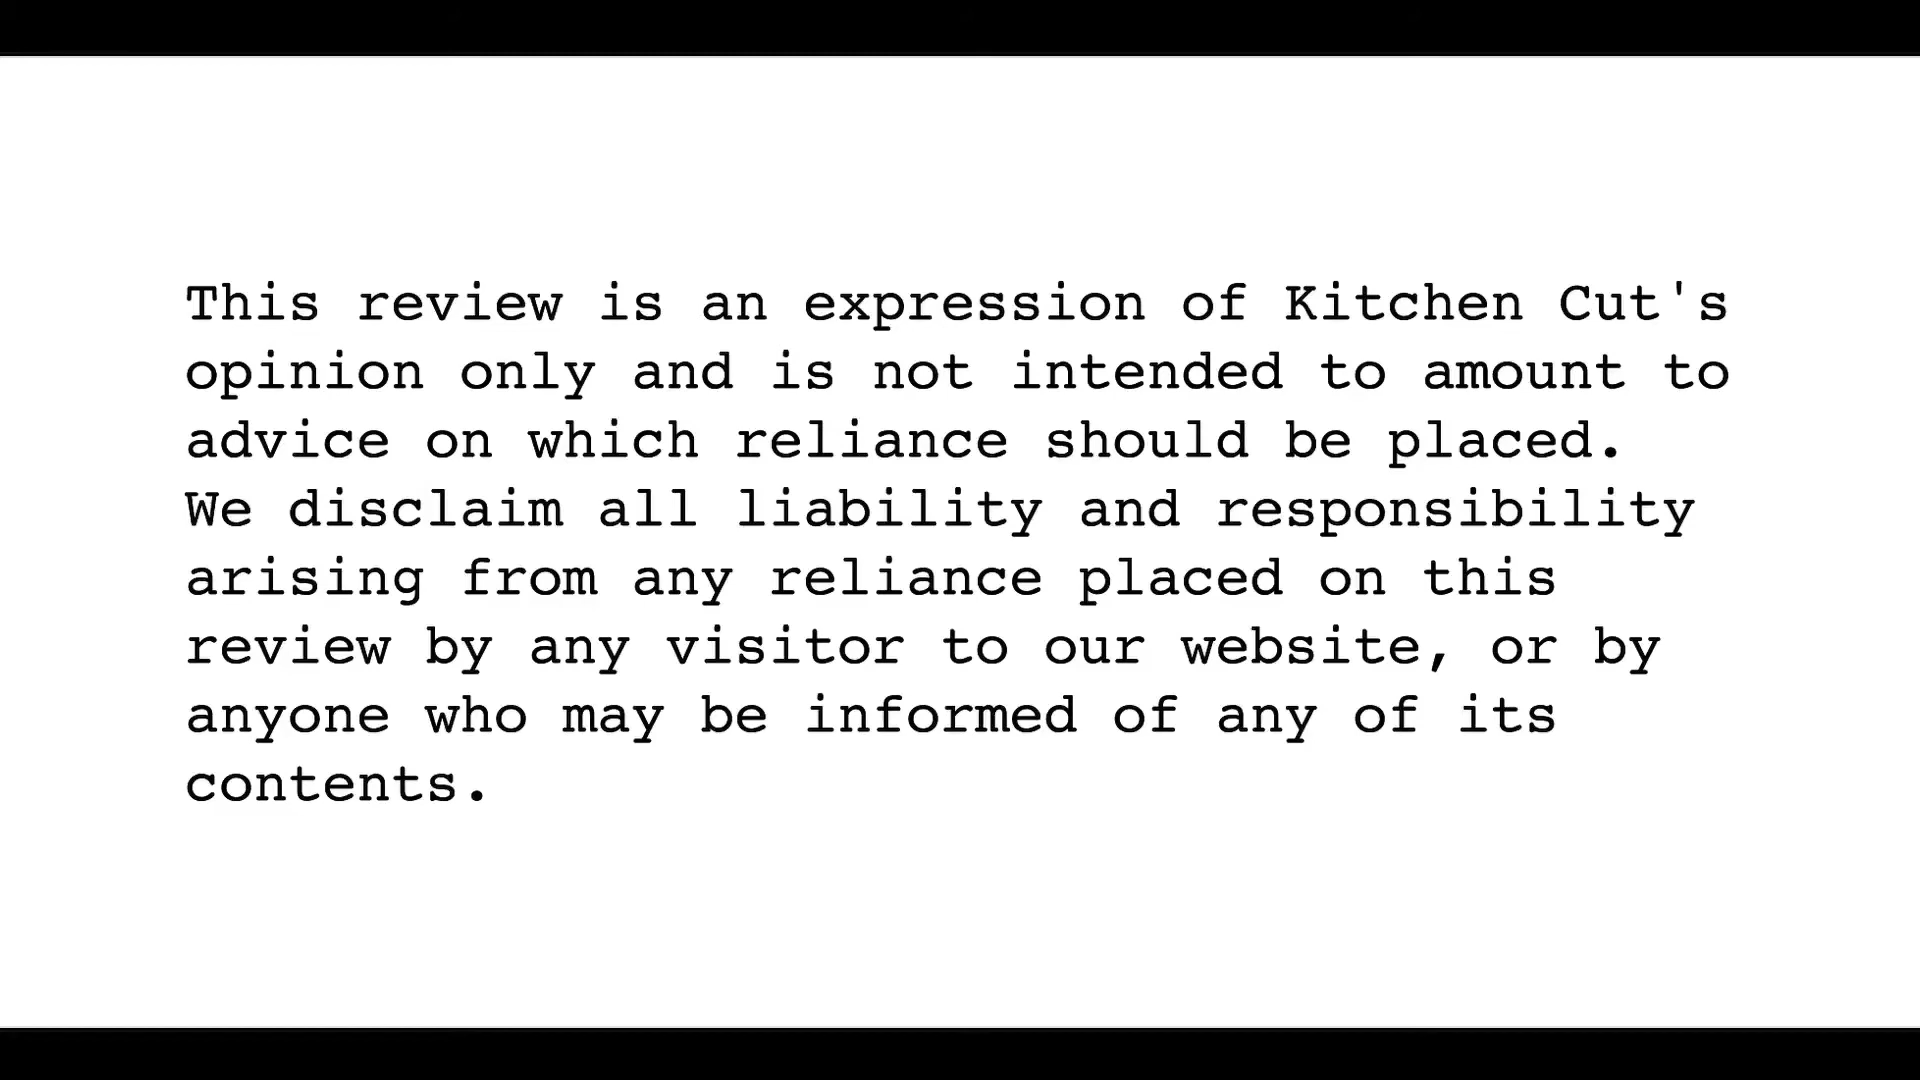 This review is an expression of Kitchen Cut's
opinion only and is not intended to amount to
advice on which reliance should be placed.
We disclaim all liability and responsibility
arising from any reliance placed on this
review by any visitor to our website, or by
anyone who may be informed of any of its
contents.